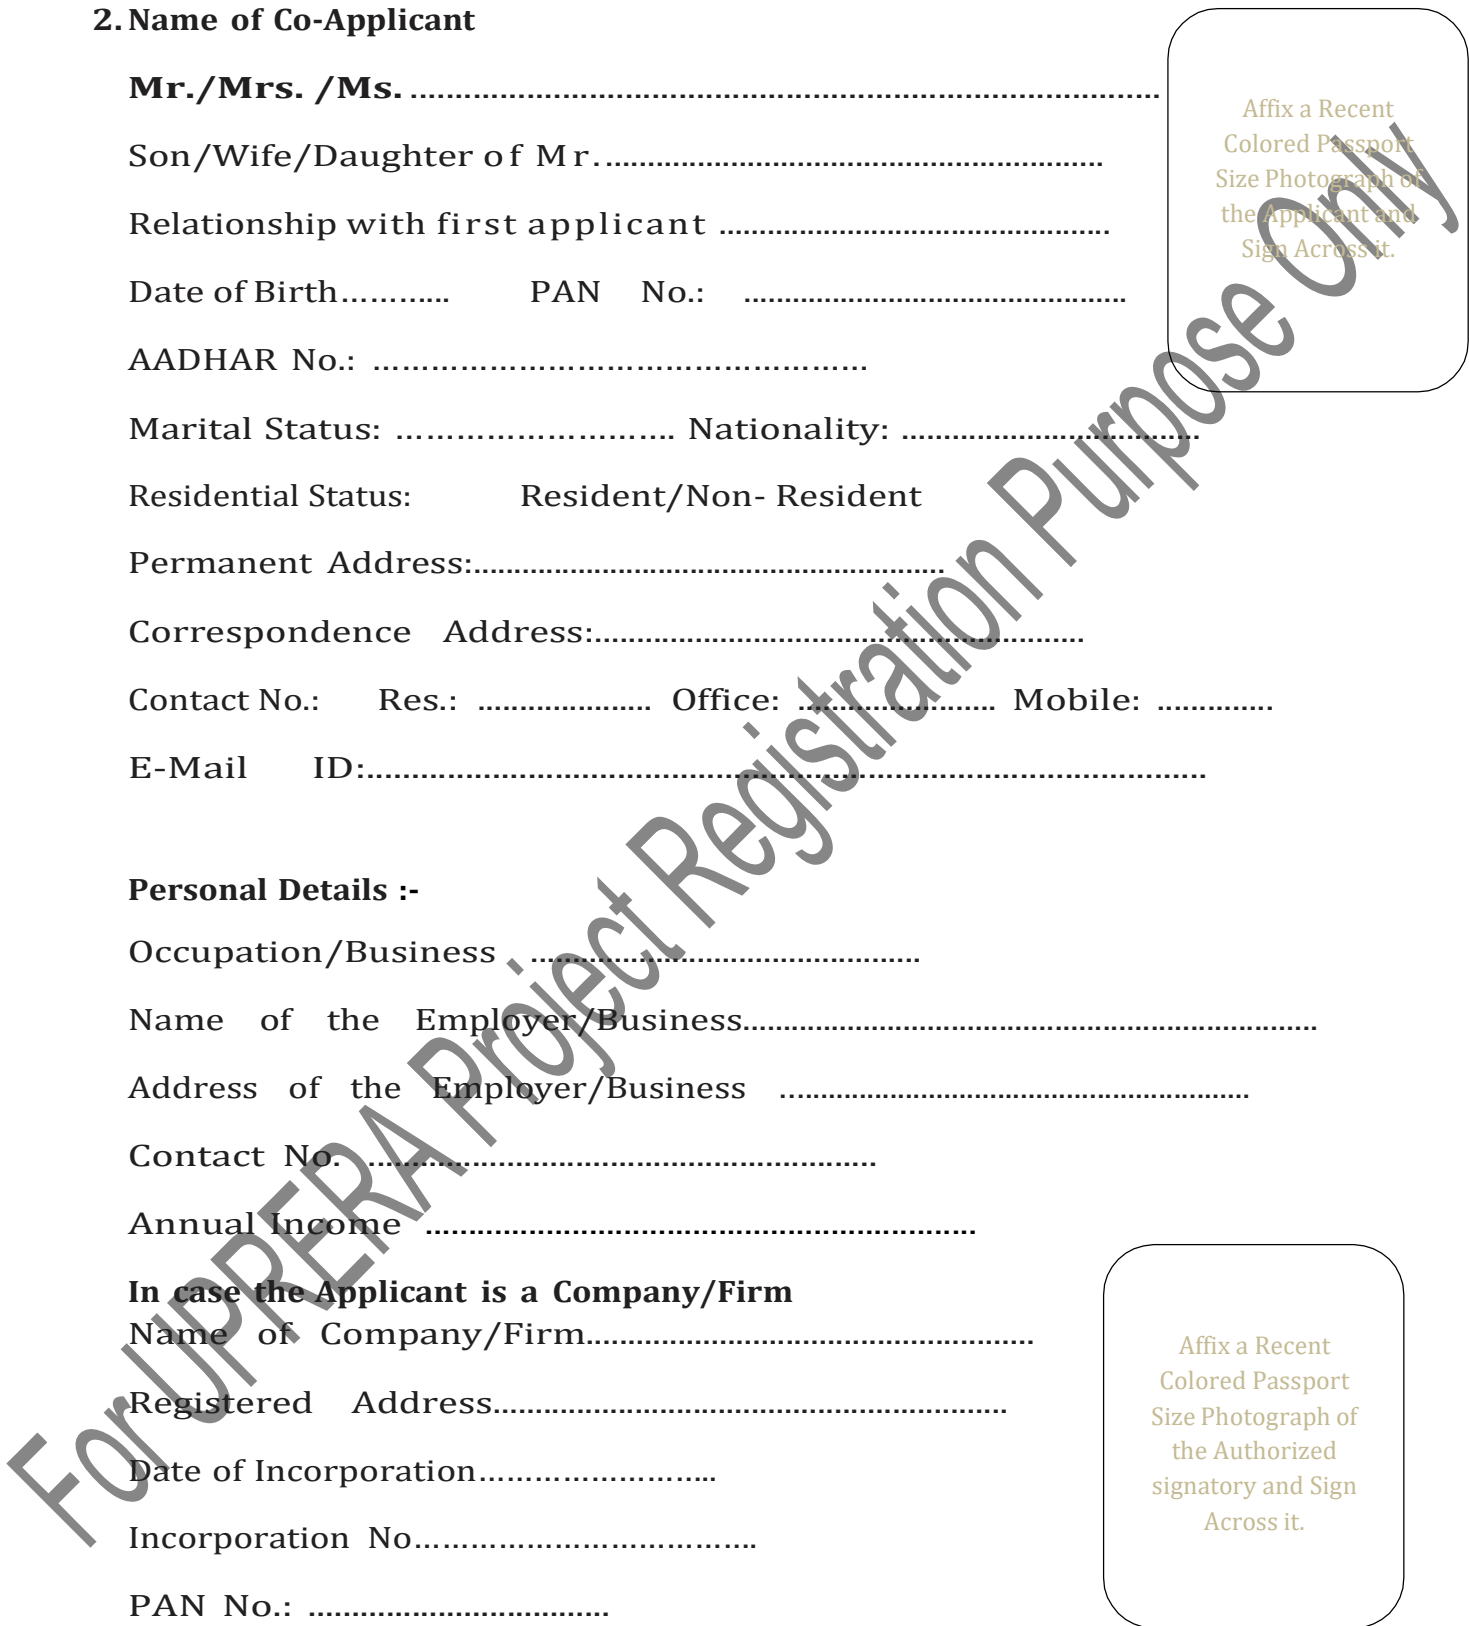 2. Name of Co-Applicant
Mr./Mrs. /Ms. ................................................................................
Affix a Recent
Colored Passport
Size Photograph of
the Applicant and
Sign Across it.
Son/Wife/Daughter of Mr. ............................................................
Relationship with first applicant ...............................................
Date of Birth………... PAN No.: ..............................................
AADHAR No.: ……………………………………………
Marital Status: ………………………. Nationality: ....................................
Residential Status: Resident/Non- Resident
Permanent Address:.........................................................
Correspondence Address:...........................................................
Contact No.: Res.: ..................... Office: ........................ Mobile: ..............
E-Mail ID:..............................................................................................
Personal Details :-
Occupation/Business ...............................................
Name of the Employer/Business.....................................................................
Address of the Employer/Business ….....................................................
Contact No. ...........................................................
Annual Income ................................................................
In case the Applicant is a Company/Firm
Name of Company/Firm......................................................
Registered Address..............................................................
Date of Incorporation……………………..
Incorporation No……………………………….
PAN No.: ...................................
Affix a Recent
Colored Passport
Size Photograph of
the Authorized
signatory and Sign
Across it.
For UPRERA Project Registration Purpose Only